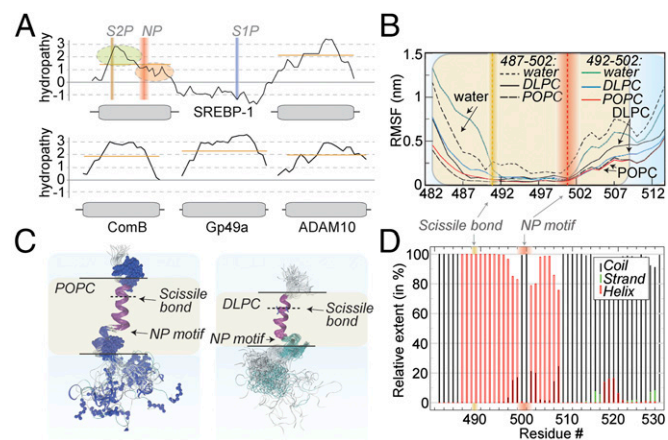 A
S2P NP S1P
hydropathy
3
2
1
0
-1
SREBP-1
hydropathy
3
2
1
0
-1
ComB Gp49a ADAM10
B
RMSF (nm)
1.5
1
0.5
0
487-502: 492-502:
water water
DLPC DLPC
POPC POPC
water
DLPC
POPC
482 487 492 497 502 507 512
Scissile bond NP motif
C
POPC
Scissile
bond
NP motif
DLPC
Scissile
bond
NP motif
D
Relative extent (in %)
100
80
60
40
20
0
Coil
Strand
Helix
490 500 510 520 530
Residue #